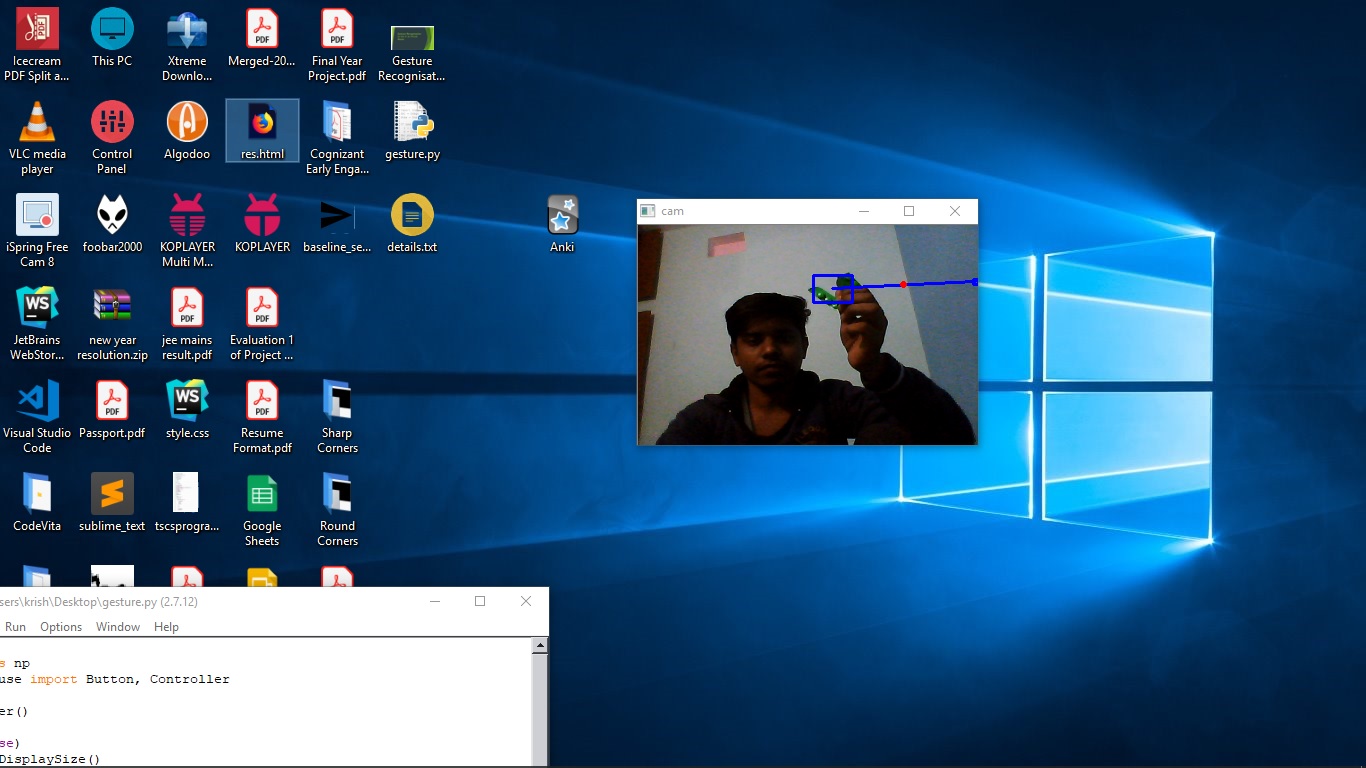 Icecream
PDF Split a...
This PC
Xtreme
Downlo...
Merged-20...
Final Year
Project.pdf
Gesture
Recognisat...
VLC media
player
Control
Panel
Algodoo
res.html
Cognizant
Early Enga...
gesture.py
iSpring Free
Cam 8
foobar2000
KOPLAYER
Multi M...
KOPLAYER
baseline_se...
details.txt
Anki
JetBrains
WebStor...
new year
resolution.zip
jee mains
result.pdf
Evaluation 1
of Project ...
Visual Studio
Code
Passport.pdf
style.css
Resume
Format.pdf
Sharp
Corners
CodeVita
sublime_text
tscsprogra...
Google
Sheets
Round
Corners
cam
sers\krish\Desktop\gesture.py (2.7.12)
Run Options Window Help
s np
use import Button, Controller
er()
se)
DisplaySize()